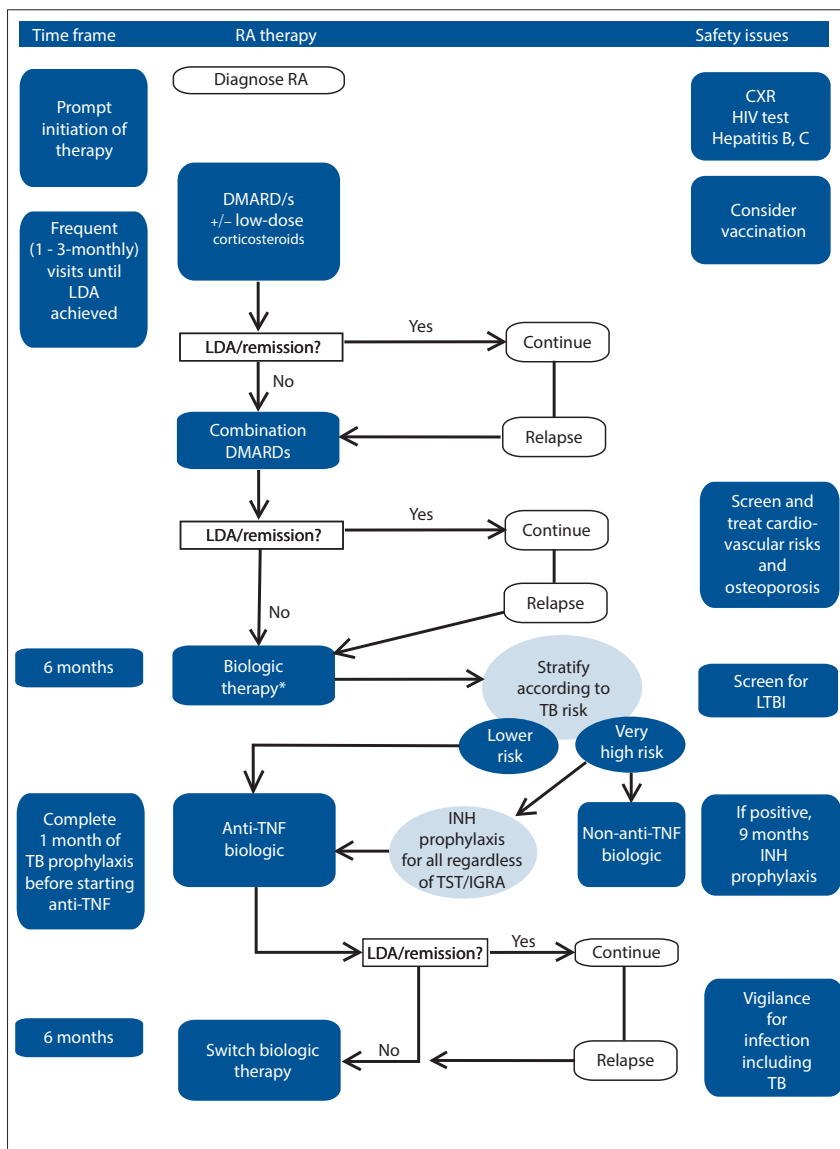 Time frame
RA therapy
Safety issues
Diagnose RA
Prompt
initiation of
therapy
CXR
HIV test
Hepatitis B, C
DMARD/s
+/– low-dose
corticosteroids
Consider
vaccination
Frequent
(1 - 3-monthly)
visits until
LDA
achieved
LDA/remission?
Yes
Continue
No
Combination
DMARDs
Relapse
LDA/remission?
Yes
Continue
Screen and
treat cardio-
vascular risks
and
osteoporosis
No
Relapse
6 months
Biologic
therapy*
Stratify
according to
TB risk
Screen for
LTBI
Lower
risk
Very
high risk
Complete
1 month of
TB prophylaxis
before starting
anti-TNF
Anti-TNF
biologic
INH
prophylaxis
for all regardless
of TST/IGRA
Non-anti-TNF
biologic
If positive,
9 months
INH
prophylaxis
LDA/remission?
Yes
Continue
Vigilance
for
infection
including
TB
6 months
Switch biologic
therapy
No
Relapse